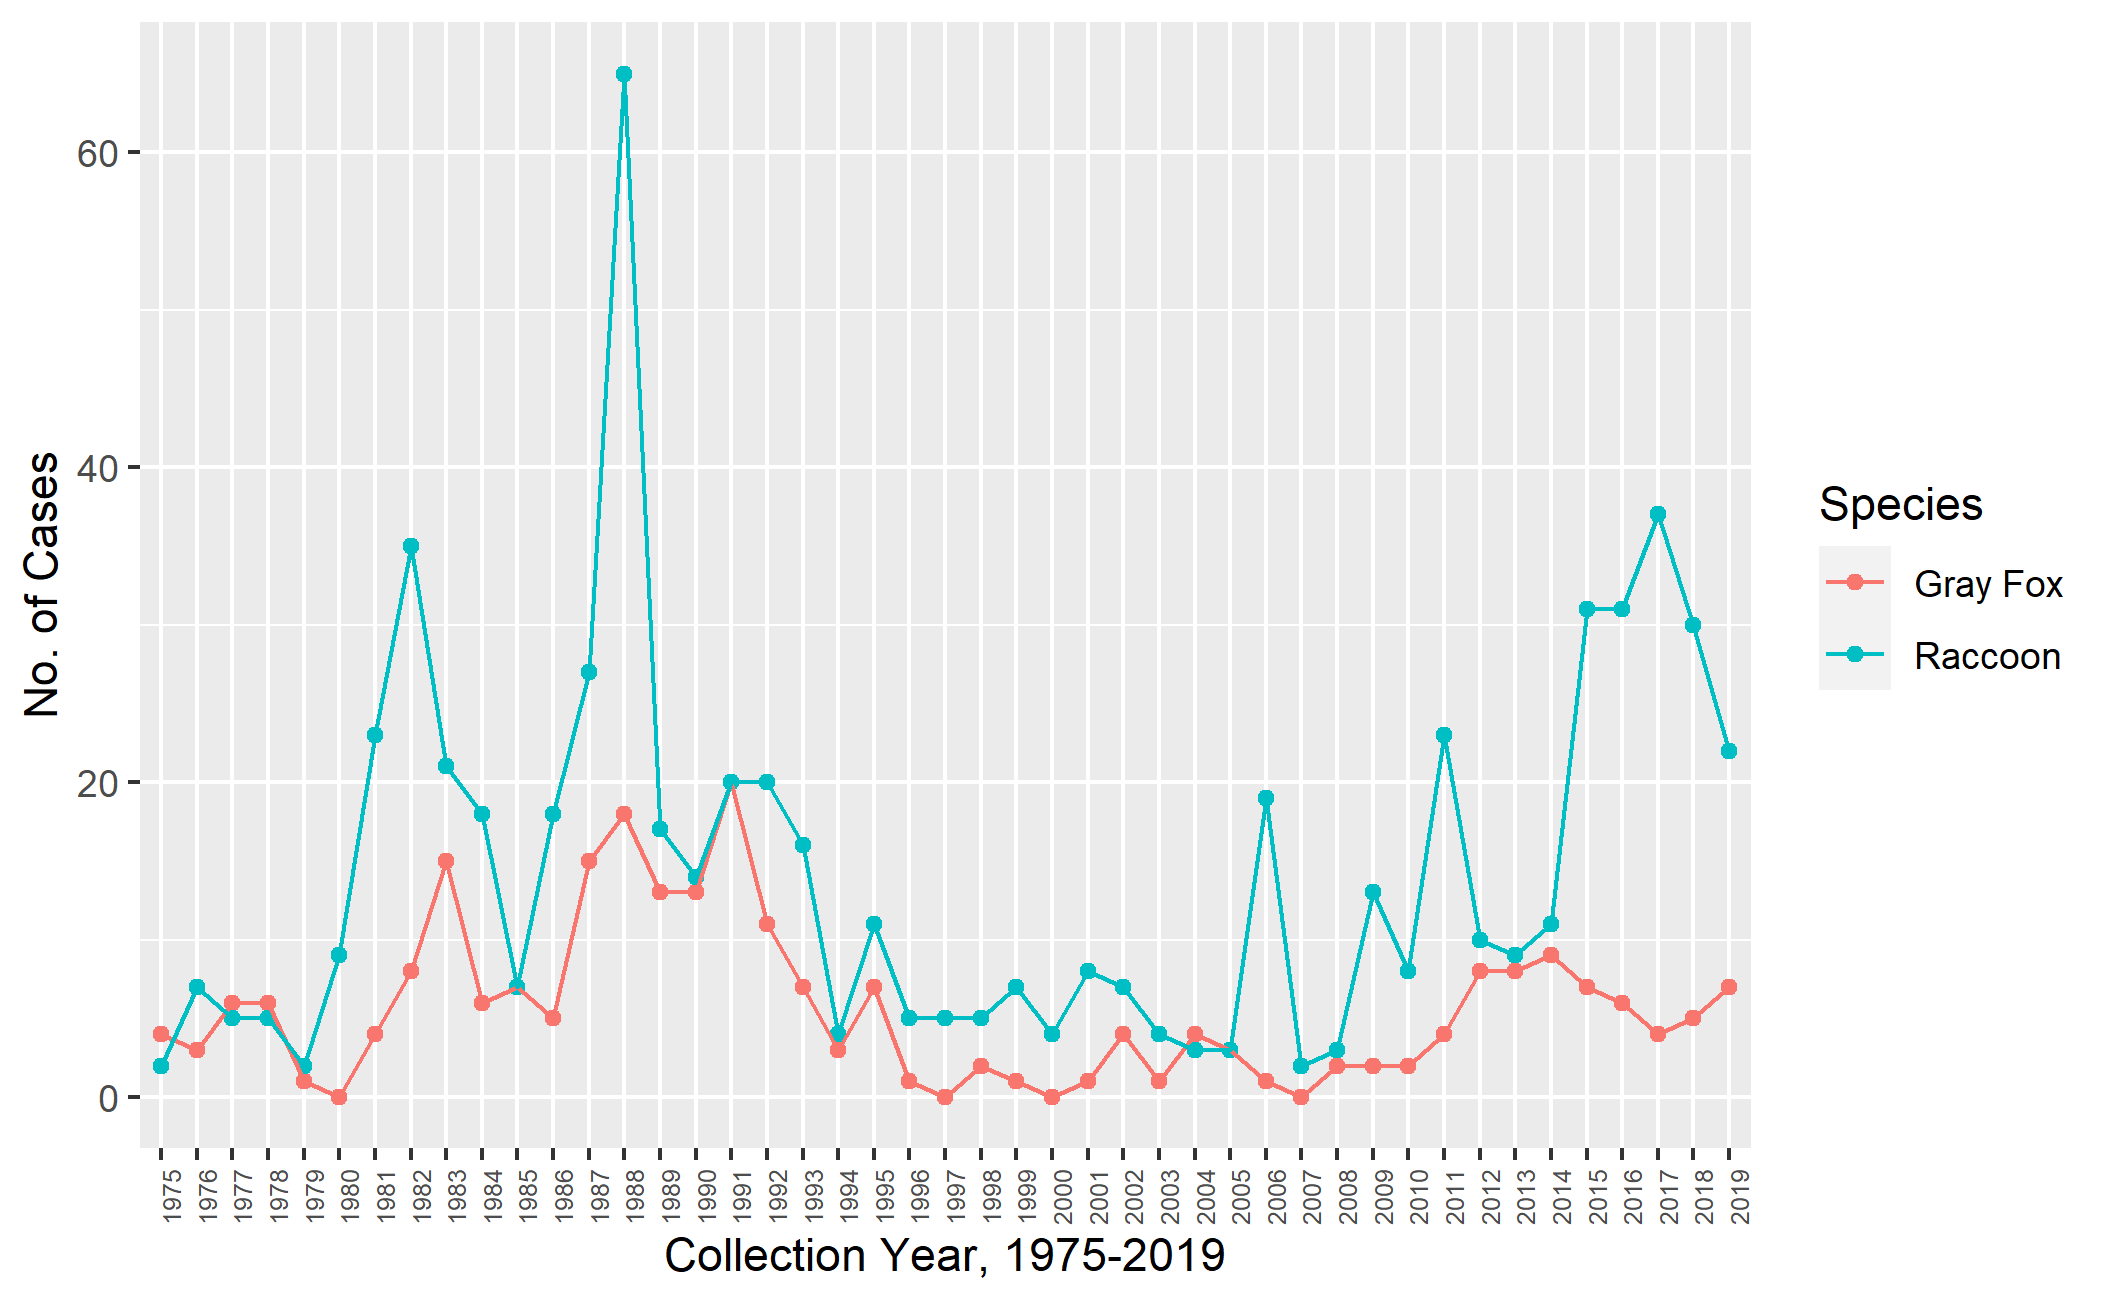 No. of Cases
60
40
20
0
1975 1976 1977 1978 1979 1980 1981 1982 1983 1984 1985 1986 1987 1988 1989 1990 1991 1992 1993 1994 1995 1996 1997 1998 1999 2000 2001 2002 2003 2004 2005 2006 2007 2008 2009 2010 2011 2012 2013 2014 2015 2016 2017 2018 2019
Collection Year, 1975-2019
Species
Gray Fox
Raccoon